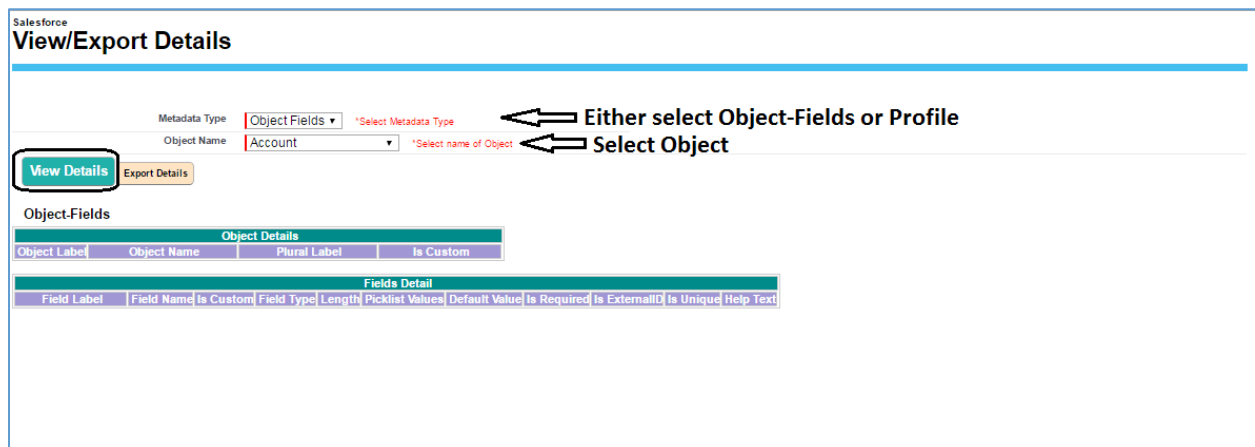 Salesforce
View/Export Details
Metadata Type Object Fields *Select Metadata Type Either select Object-Fields or Profile
Object Name Account *Select name of Object Select Object
View Details Export Details
Object-Fields
Object Details
Object Label Object Name Plural Label Is Custom
Fields Detail
Field Label Field Name Is Custom Field Type Length Picklist Values Default Value Is Required Is ExternalID Is Unique Help Text